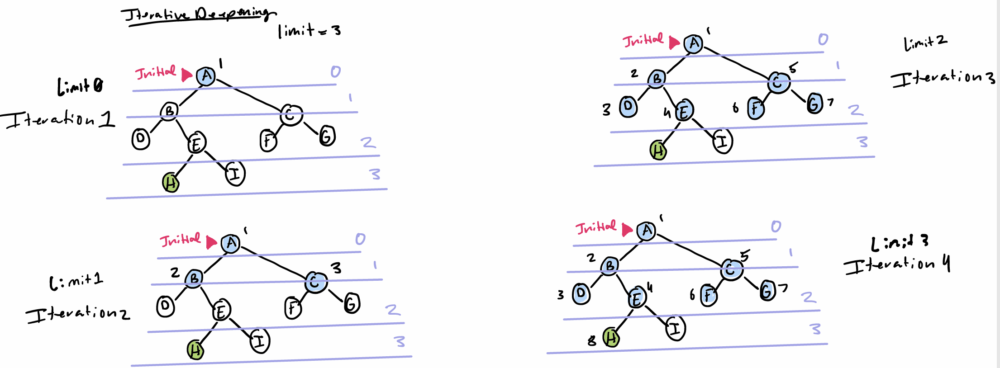 Iterative Deepening
limit = 3
Limit 0
Iteration 1
Initial
A
1
0
B
C
1
D
E
F
G
2
H
I
3
Limit 1
Iteration 2
Initial
A
1
0
2
B
C
3
1
D
E
F
G
2
H
I
3
Limit 2
Iteration 3
Initial
A
1
0
2
B
C
5
1
3
D
4
E
6
F
G
7
2
H
I
3
Limit 3
Iteration 4
Initial
A
1
0
2
B
C
5
1
3
D
E
4
6
F
G
7
2
8
H
I
3